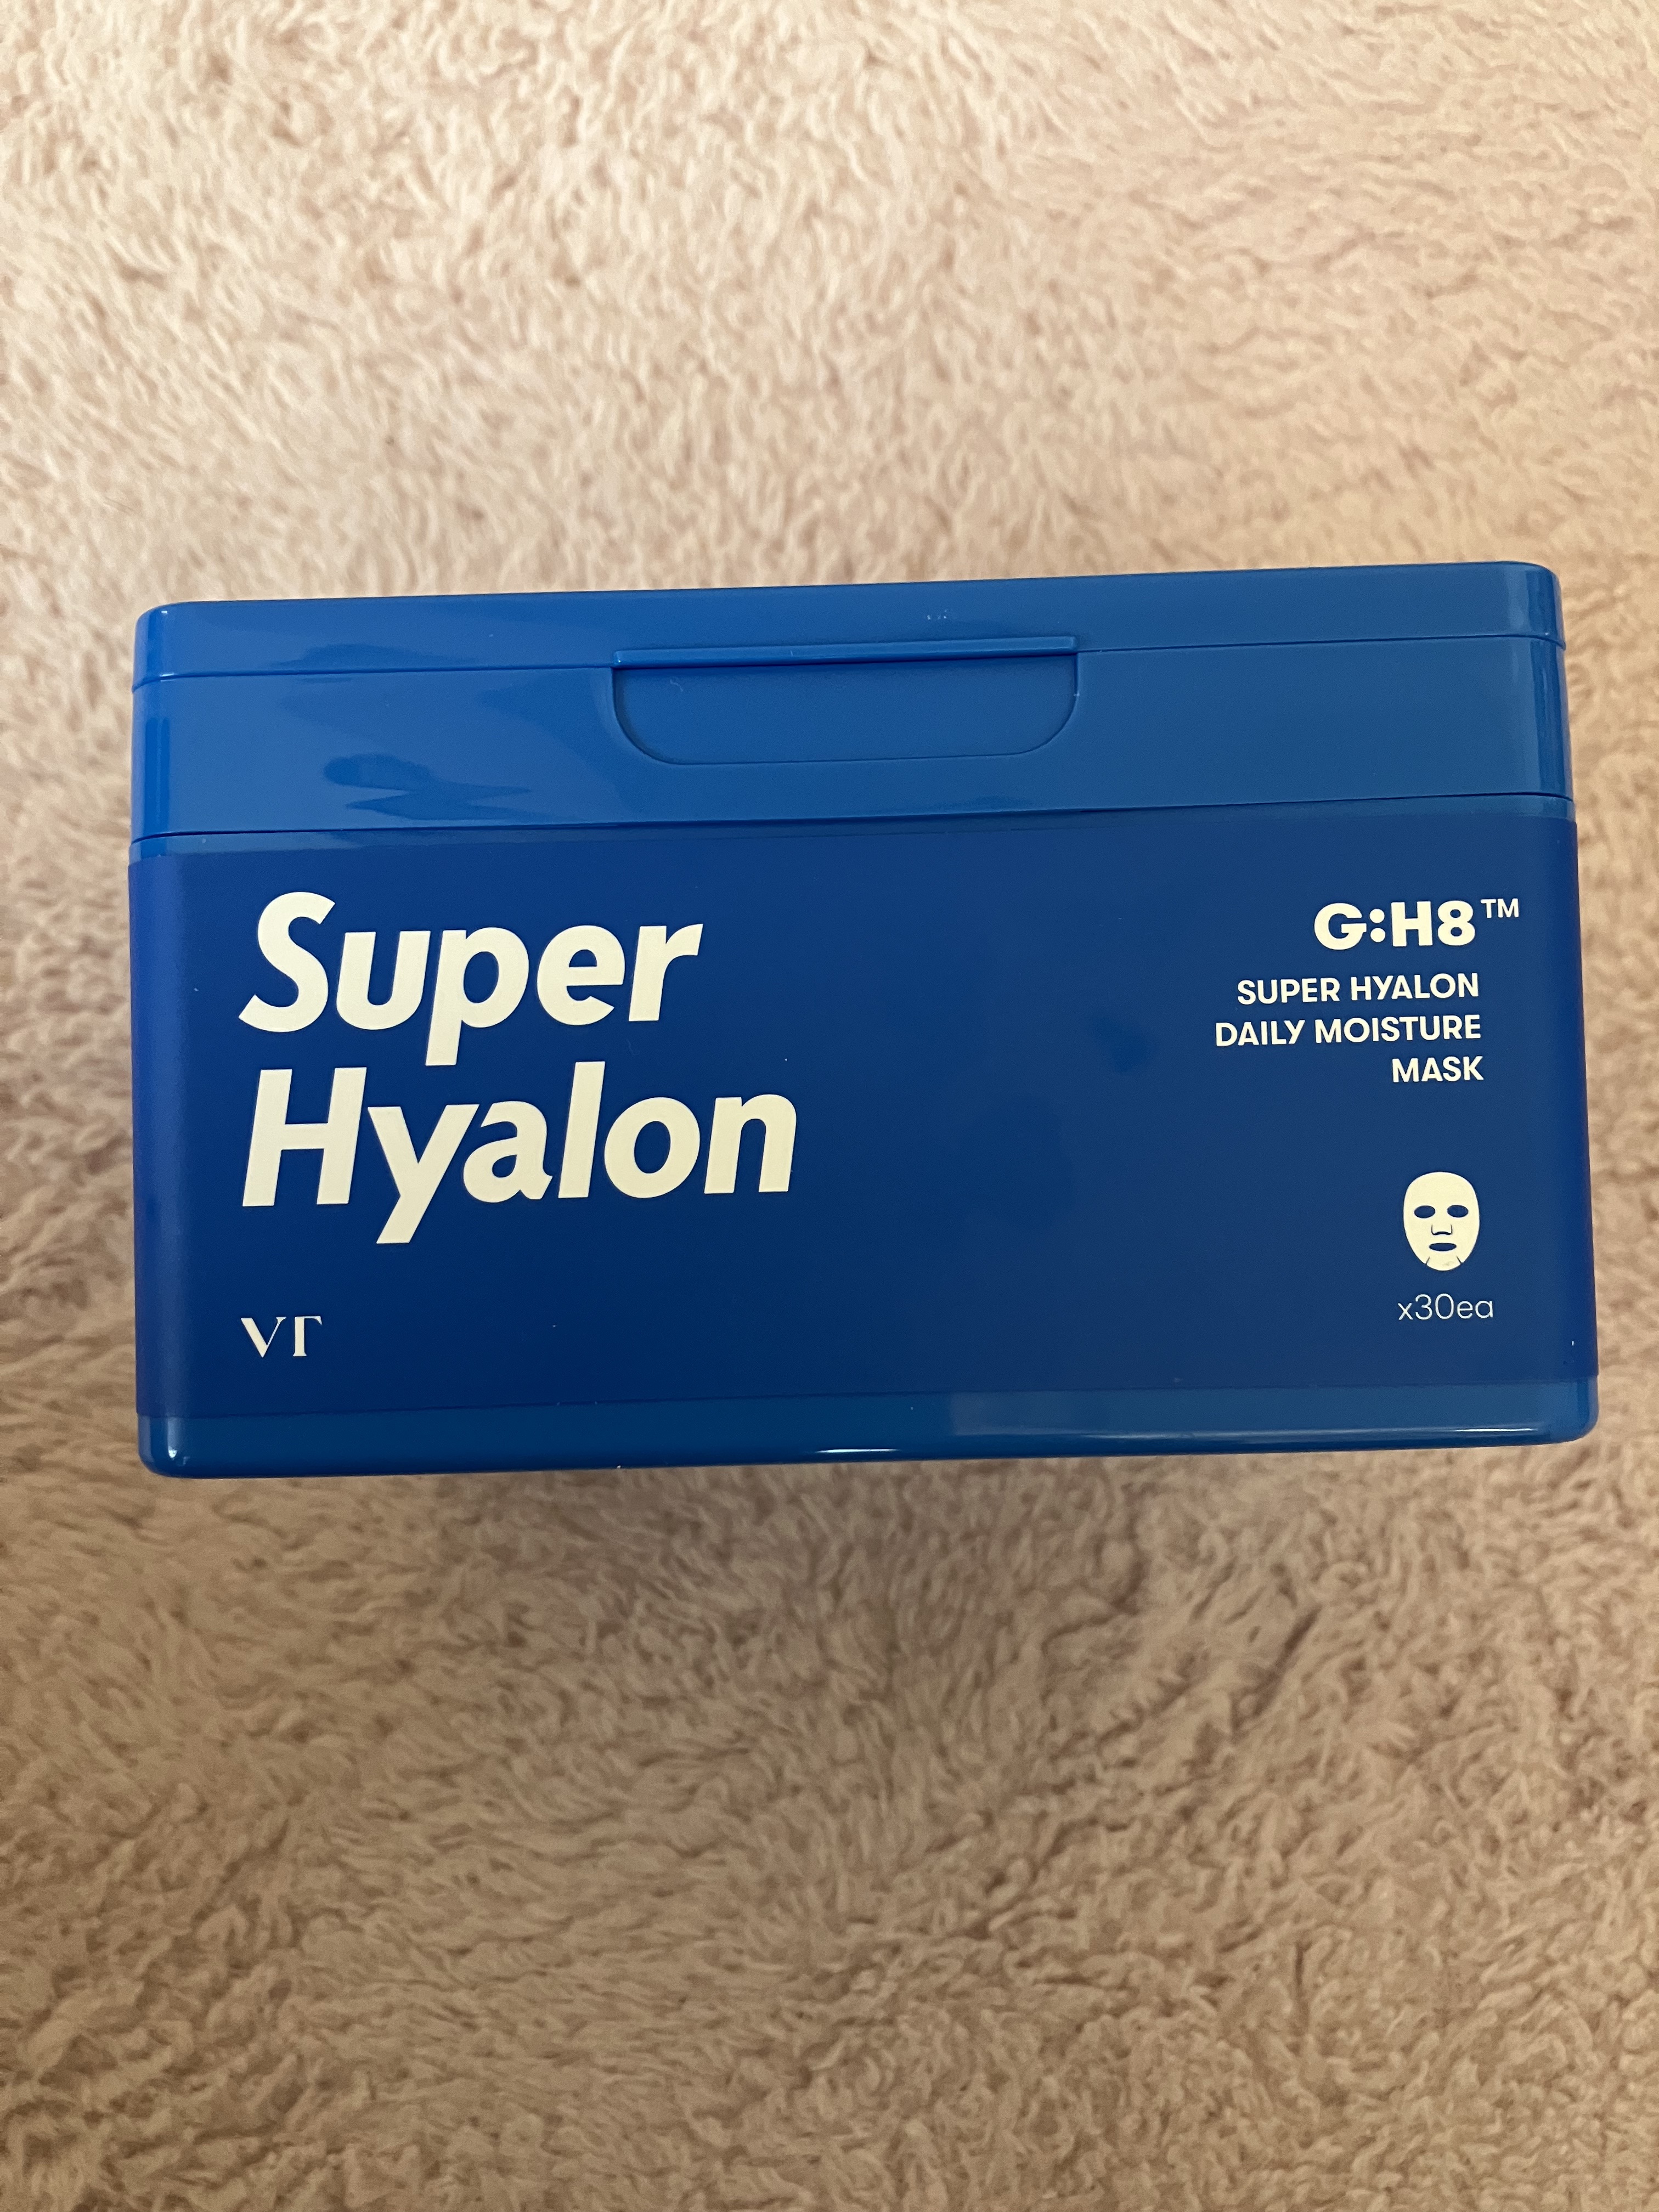 Super
Hyalon
VT
G:H8™
SUPER HYALON
DAILY MOISTURE
MASK
x30ea